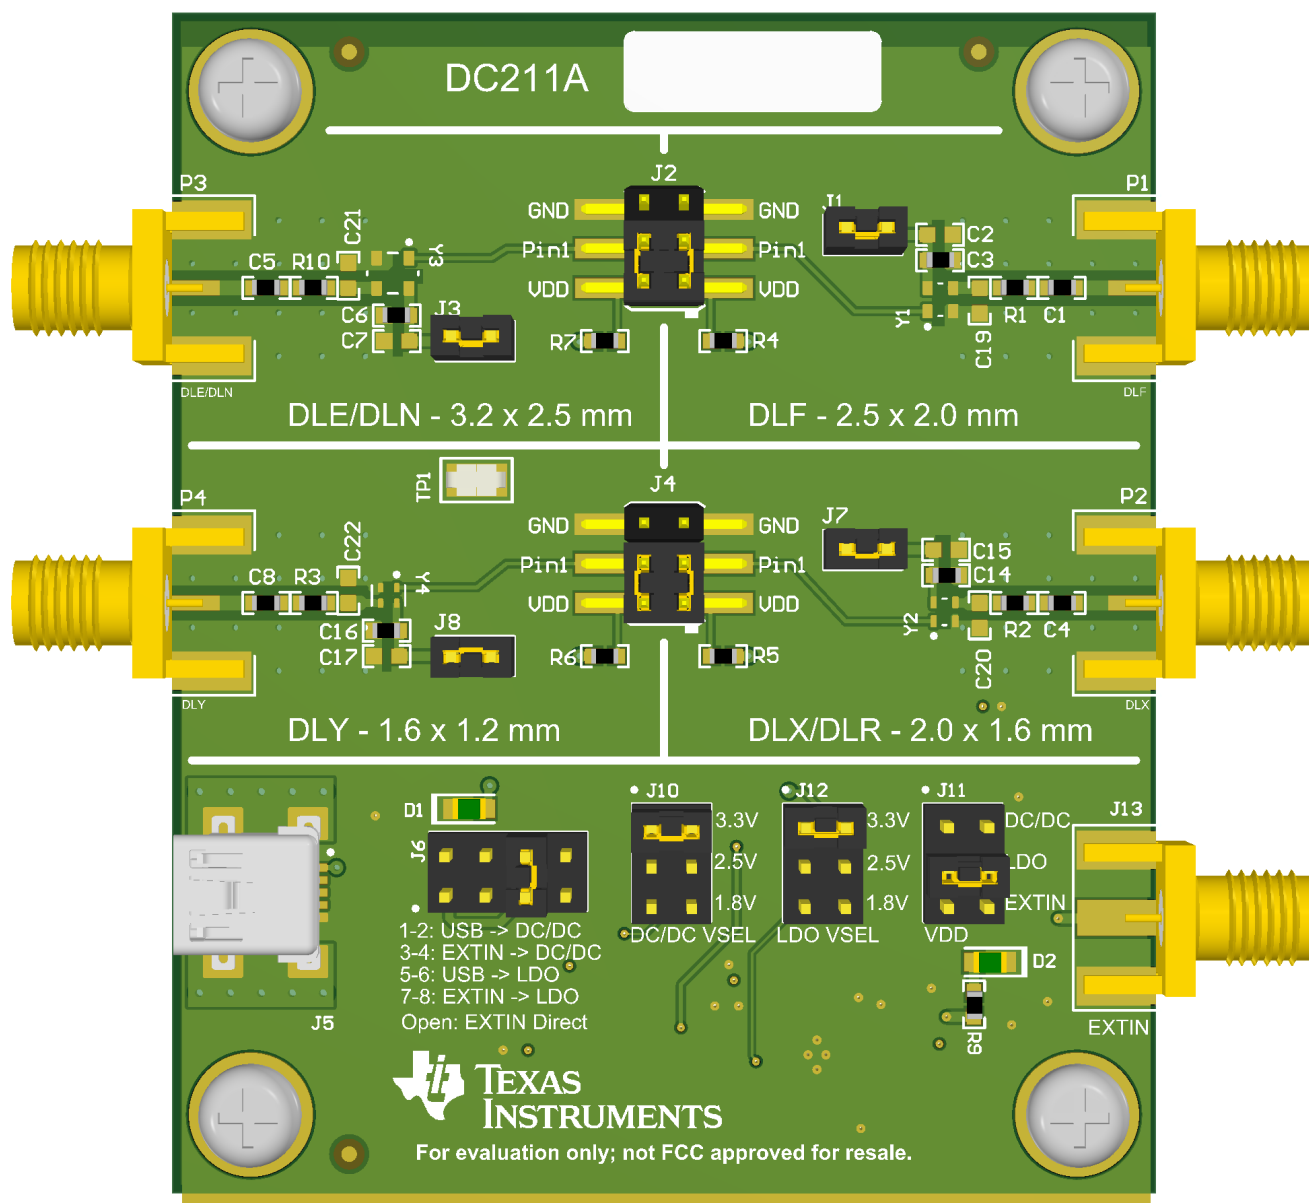 DC211A
J2
P3
P1
C21
Y3
GND
GND
J1
C2
C3
Pin1
Pin1
C5
R10
VDD
VDD
C6
J3
C7
R7
R4
Y1
C19
R1
C1
DLE/DLN
DLF
DLE/DLN - 3.2 x 2.5 mm
DLF - 2.5 x 2.0 mm
TP1
J4
P4
P2
C22
Y4
GND
GND
J7
C15
C14
Pin1
Pin1
C8
R3
VDD
VDD
C16
J8
C17
R6
R5
Y2
C20
R2
C4
DLY
DLX
DLY - 1.6 x 1.2 mm
DLX/DLR - 2.0 x 1.6 mm
J10
J12
J11
D1
3.3V
3.3V
DC/DC
J13
J6
2.5V
2.5V
LDO
1.8V
1.8V
EXTIN
DC/DC VSEL
LDO VSEL
VDD
1-2: USB -> DC/DC
3-4: EXTIN -> DC/DC
5-6: USB -> LDO
7-8: EXTIN -> LDO
Open: EXTIN Direct
D2
J5
R9
EXTIN
TEXAS
INSTRUMENTS
For evaluation only; not FCC approved for resale.